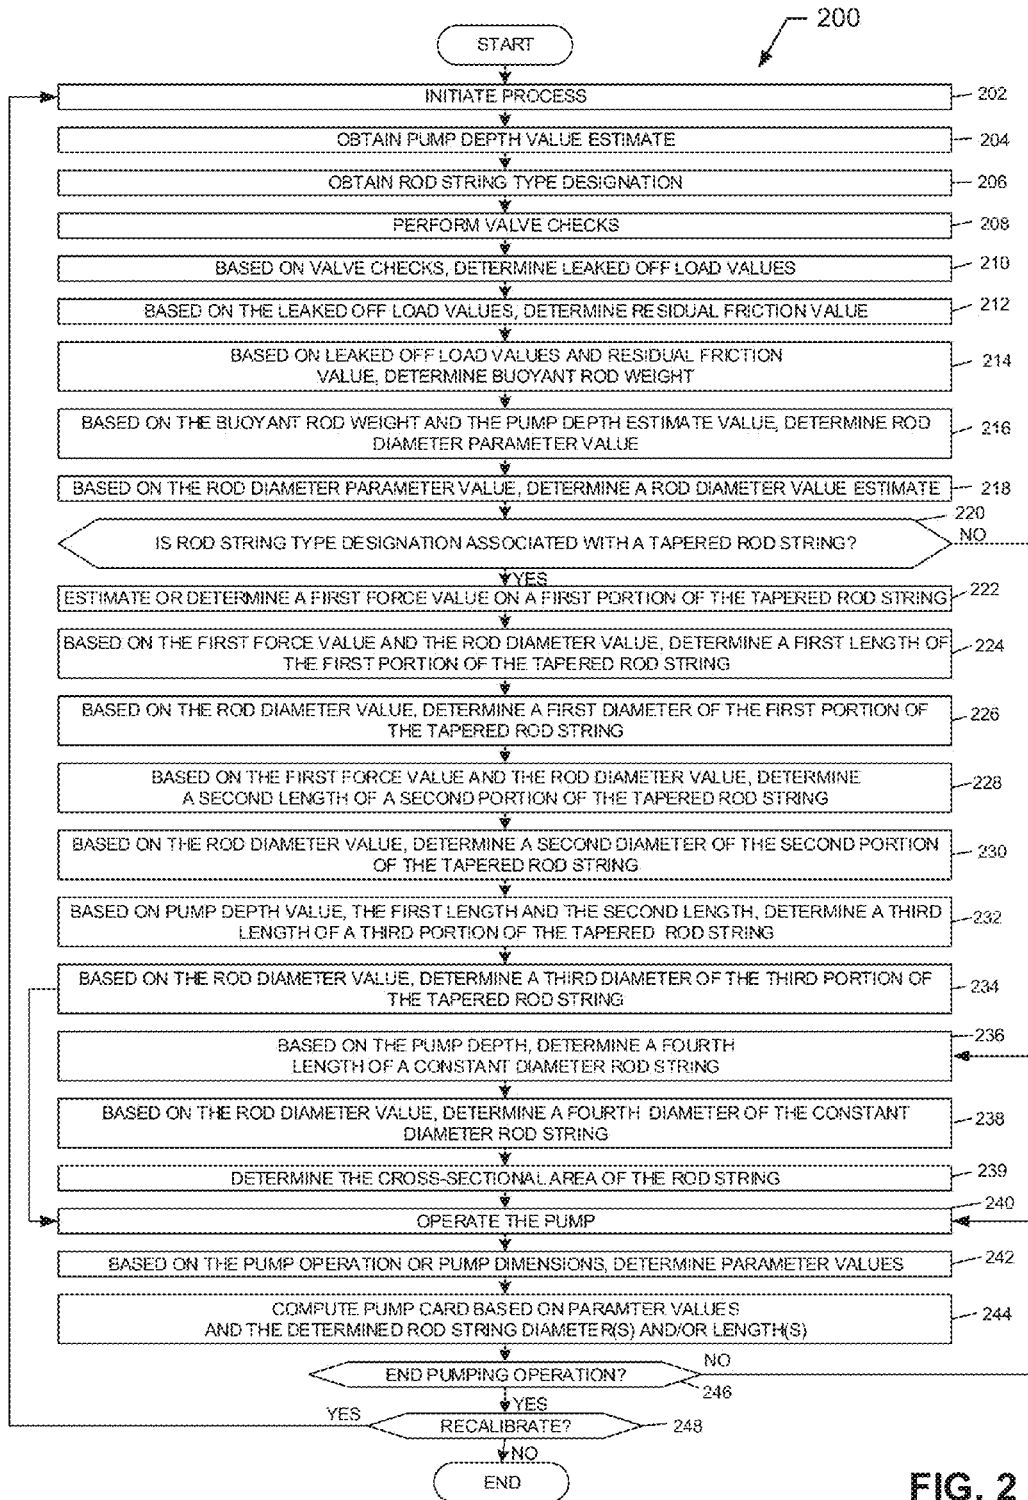 200
START
INITIATE PROCESS
202
OBTAIN PUMP DEPTH VALUE ESTIMATE
204
OBTAIN ROD STRING TYPE DESIGNATION
206
PERFORM VALVE CHECKS
208
BASED ON VALVE CHECKS, DETERMINE LEAKED OFF LOAD VALUES
210
BASED ON THE LEAKED OFF LOAD VALUES, DETERMINE RESIDUAL FRICTION VALUE
212
BASED ON LEAKED OFF LOAD VALUES AND RESIDUAL FRICTION
VALUE, DETERMINE BUOYANT ROD WEIGHT
214
BASED ON THE BUOYANT ROD WEIGHT AND THE PUMP DEPTH ESTIMATE VALUE, DETERMINE ROD
DIAMETER PARAMETER VALUE
216
BASED ON THE ROD DIAMETER PARAMETER VALUE, DETERMINE A ROD DIAMETER VALUE ESTIMATE
218
220
IS ROD STRING TYPE DESIGNATION ASSOCIATED WITH A TAPERED ROD STRING?
NO
YES
ESTIMATE OR DETERMINE A FIRST FORCE VALUE ON A FIRST PORTION OF THE TAPERED ROD STRING
222
BASED ON THE FIRST FORCE VALUE AND THE ROD DIAMETER VALUE, DETERMINE A FIRST LENGTH OF
THE FIRST PORTION OF THE TAPERED ROD STRING
224
BASED ON THE ROD DIAMETER VALUE, DETERMINE A FIRST DIAMETER OF THE FIRST PORTION OF
THE TAPERED ROD STRING
226
BASED ON THE FIRST FORCE VALUE AND THE ROD DIAMETER VALUE, DETERMINE
A SECOND LENGTH OF A SECOND PORTION OF THE TAPERED ROD STRING
228
BASED ON THE ROD DIAMETER VALUE, DETERMINE A SECOND DIAMETER OF THE SECOND PORTION
OF THE TAPERED ROD STRING
230
BASED ON PUMP DEPTH VALUE, THE FIRST LENGTH AND THE SECOND LENGTH, DETERMINE A THIRD
LENGTH OF A THIRD PORTION OF THE TAPERED ROD STRING
232
BASED ON THE ROD DIAMETER VALUE, DETERMINE A THIRD DIAMETER OF THE THIRD PORTION OF
THE TAPERED ROD STRING
234
236
BASED ON THE PUMP DEPTH, DETERMINE A FOURTH
LENGTH OF A CONSTANT DIAMETER ROD STRING
BASED ON THE ROD DIAMETER VALUE, DETERMINE A FOURTH DIAMETER OF THE CONSTANT
DIAMETER ROD STRING
238
DETERMINE THE CROSS-SECTIONAL AREA OF THE ROD STRING
239
240
OPERATE THE PUMP
BASED ON THE PUMP OPERATION OR PUMP DIMENSIONS, DETERMINE PARAMETER VALUES
242
COMPUTE PUMP CARD BASED ON PARAMTER VALUES
AND THE DETERMINED ROD STRING DIAMETER(S) AND/OR LENGTH(S)
244
END PUMPING OPERATION?
NO
246
YES
YES
RECALIBRATE?
248
NO
END
FIG. 2